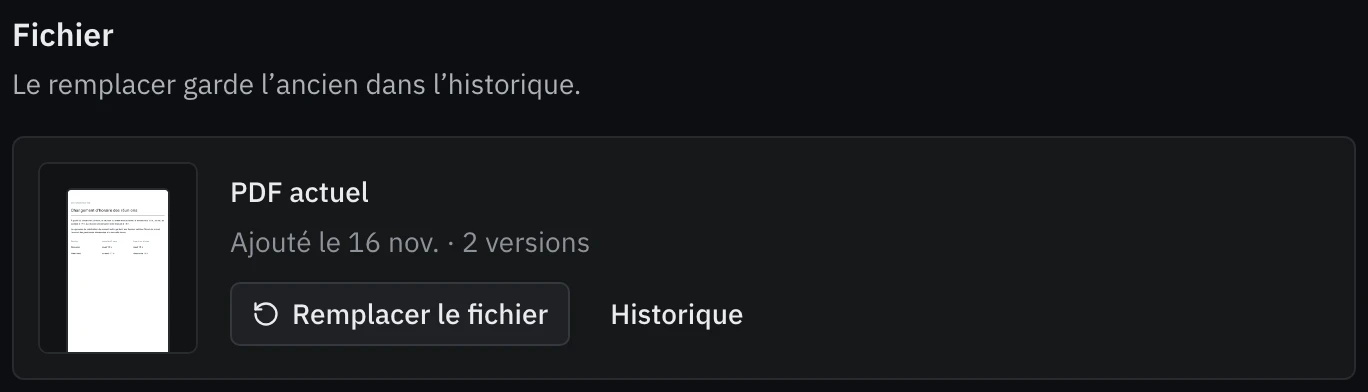 Fichier
Le remplacer garde l’ancien dans l’historique.
PDF actuel
Ajouté le 16 nov. · 2 versions
Remplacer le fichier
Historique